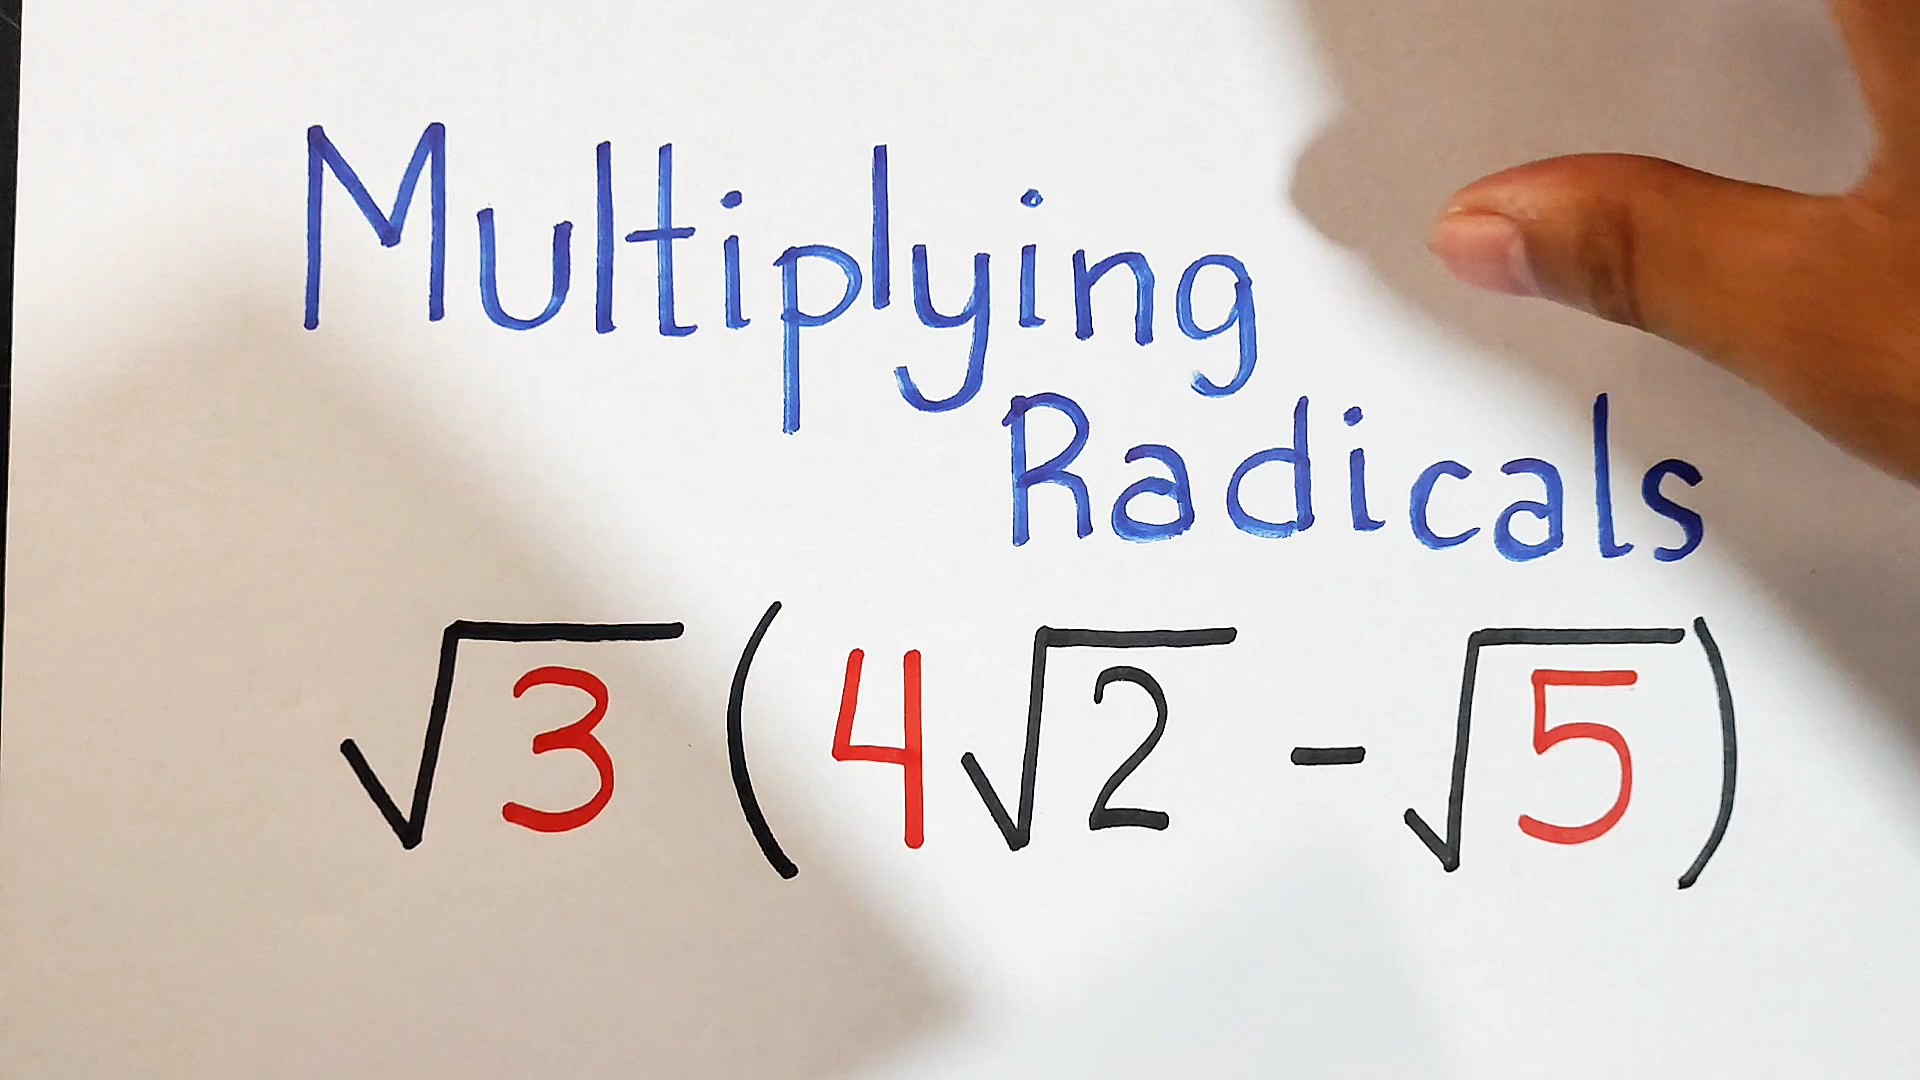 Multiplying
Radicals
√3 (4√2 - √5)